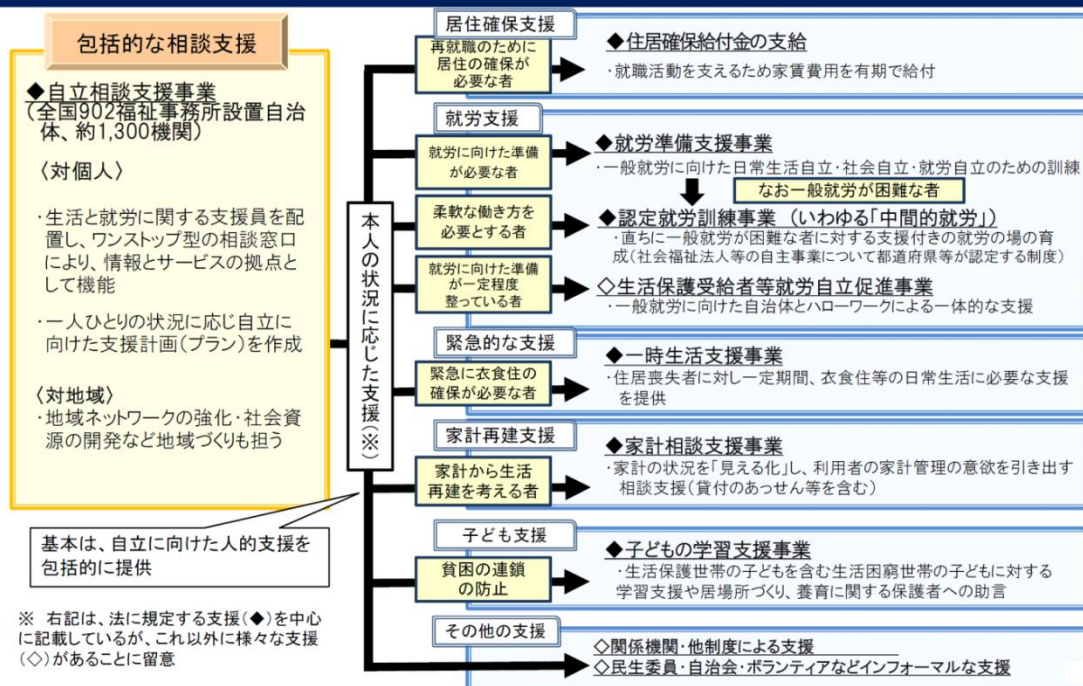 包括的な相談支援
◆自立相談支援事業
(全国902福祉事務所設置自治
体、約1,300機関)
〈対個人〉
・生活と就労に関する支援員を配
置し、ワンストップ型の相談窓口
により、情報とサービスの拠点と
して機能
・一人ひとりの状況に応じ自立に
向けた支援計画(プラン)を作成
〈対地域〉
・地域ネットワークの強化・社会資
源の開発など地域づくりも担う
基本は、自立に向けた人的支援を
包括的に提供
※ 右記は、法に規定する支援(◆)を中心
に記載しているが、これ以外に様々な支援
(◇)があることに留意
本人の状況に応じた支援(※)
居住確保支援
再就職のために
居住の確保が
必要な者
◆住居確保給付金の支給
・就職活動を支えるため家賃費用を有期で給付
就労支援
就労に向けた準備
が必要な者
◆就労準備支援事業
・一般就労に向けた日常生活自立・社会自立・就労自立のための訓練
なお一般就労が困難な者
柔軟な働き方を
必要とする者
◆認定就労訓練事業 (いわゆる「中間的就労」)
・直ちに一般就労が困難な者に対する支援付きの就労の場の育
成(社会福祉法人等の自主事業について都道府県等が認定する制度)
就労に向けた準備
が一定程度
整っている者
◇生活保護受給者等就労自立促進事業
・一般就労に向けた自治体とハローワークによる一体的な支援
緊急的な支援
緊急に衣食住の
確保が必要な者
◆一時生活支援事業
・住居喪失者に対し一定期間、衣食住等の日常生活に必要な支援
を提供
家計再建支援
家計から生活
再建を考える者
◆家計相談支援事業
・家計の状況を「見える化」し、利用者の家計管理の意欲を引き出す
相談支援(貸付のあっせん等を含む)
子ども支援
貧困の連鎖
の防止
◆子どもの学習支援事業
・生活保護世帯の子どもを含む生活困窮世帯の子どもに対する
学習支援や居場所づくり、養育に関する保護者への助言
その他の支援
◇関係機関・他制度による支援
◇民生委員・自治会・ボランティアなどインフォーマルな支援